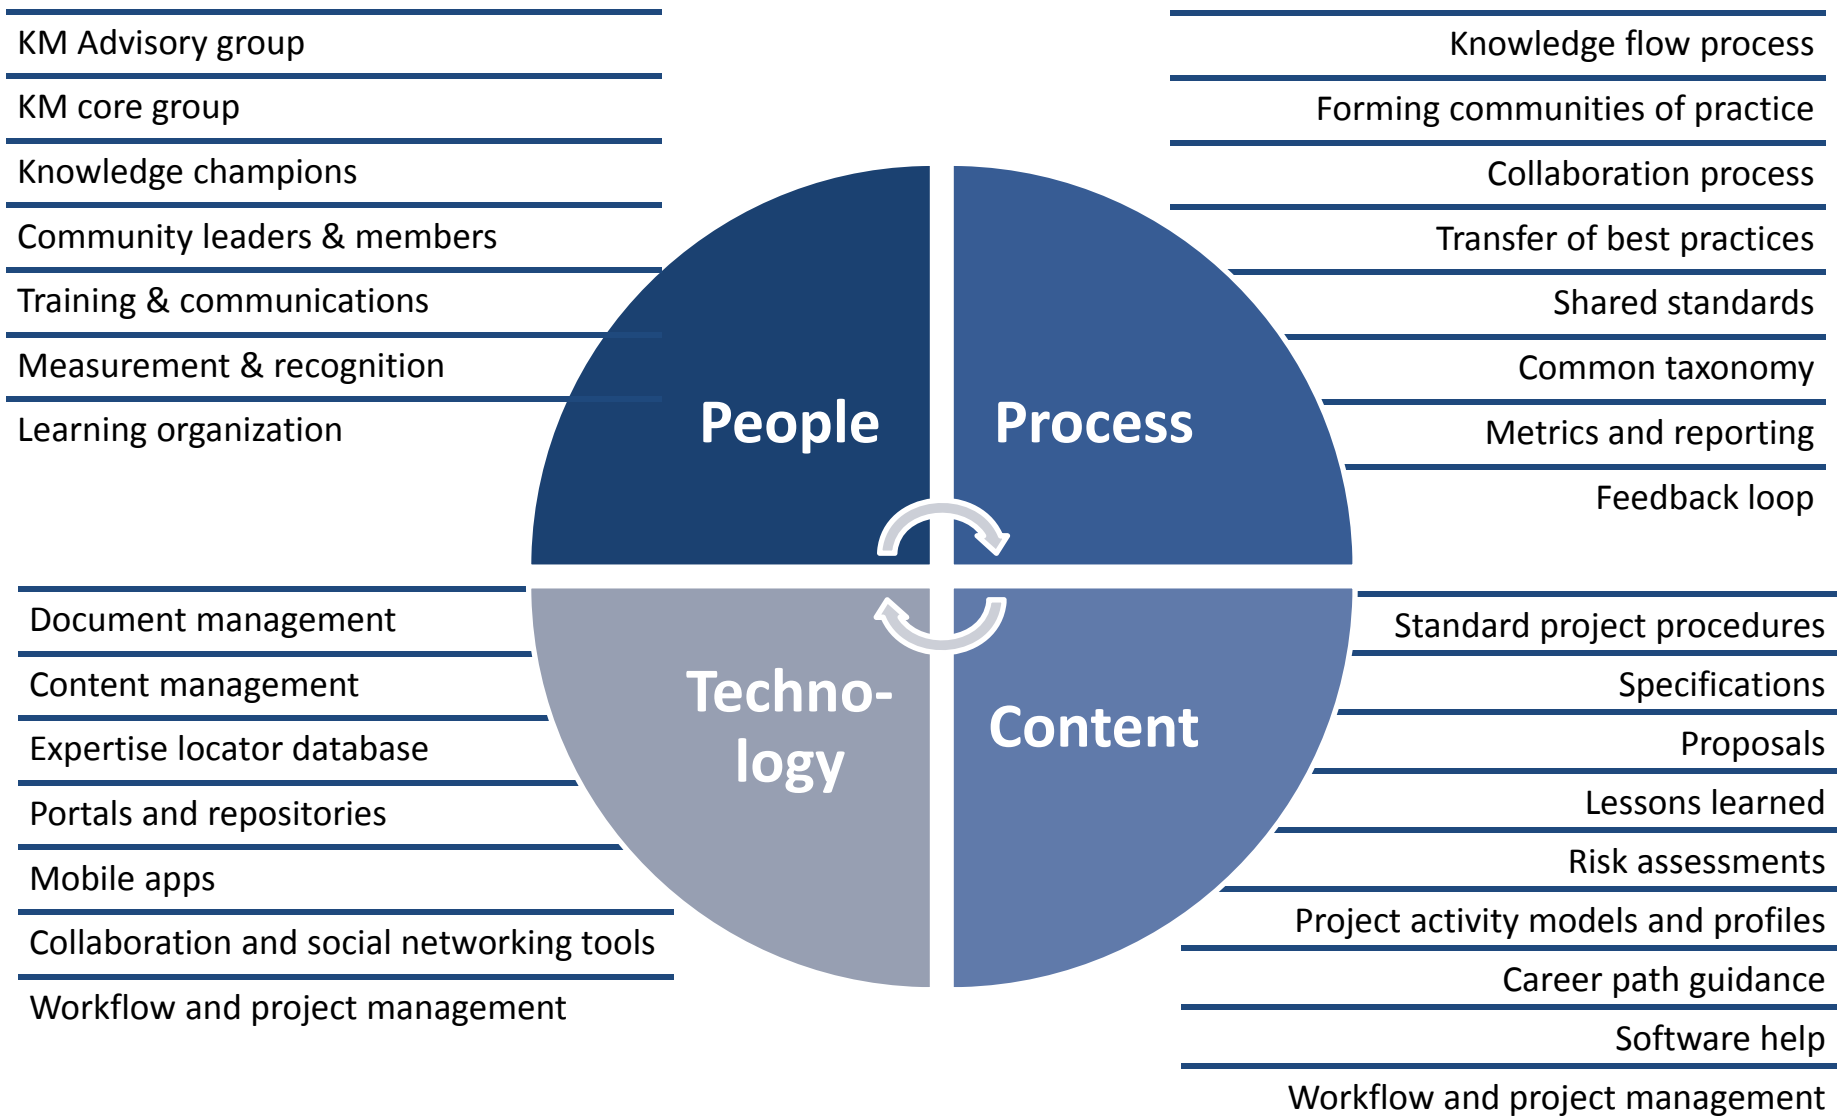 KM Advisory group
KM core group
Knowledge champions
Community leaders & members
Training & communications
Measurement & recognition
Learning organization
People
Knowledge flow process
Forming communities of practice
Collaboration process
Transfer of best practices
Shared standards
Common taxonomy
Metrics and reporting
Feedback loop
Process
Document management
Content management
Expertise locator database
Portals and repositories
Mobile apps
Collaboration and social networking tools
Workflow and project management
Techno-
logy
Content
Standard project procedures
Specifications
Proposals
Lessons learned
Risk assessments
Project activity models and profiles
Career path guidance
Software help
Workflow and project management